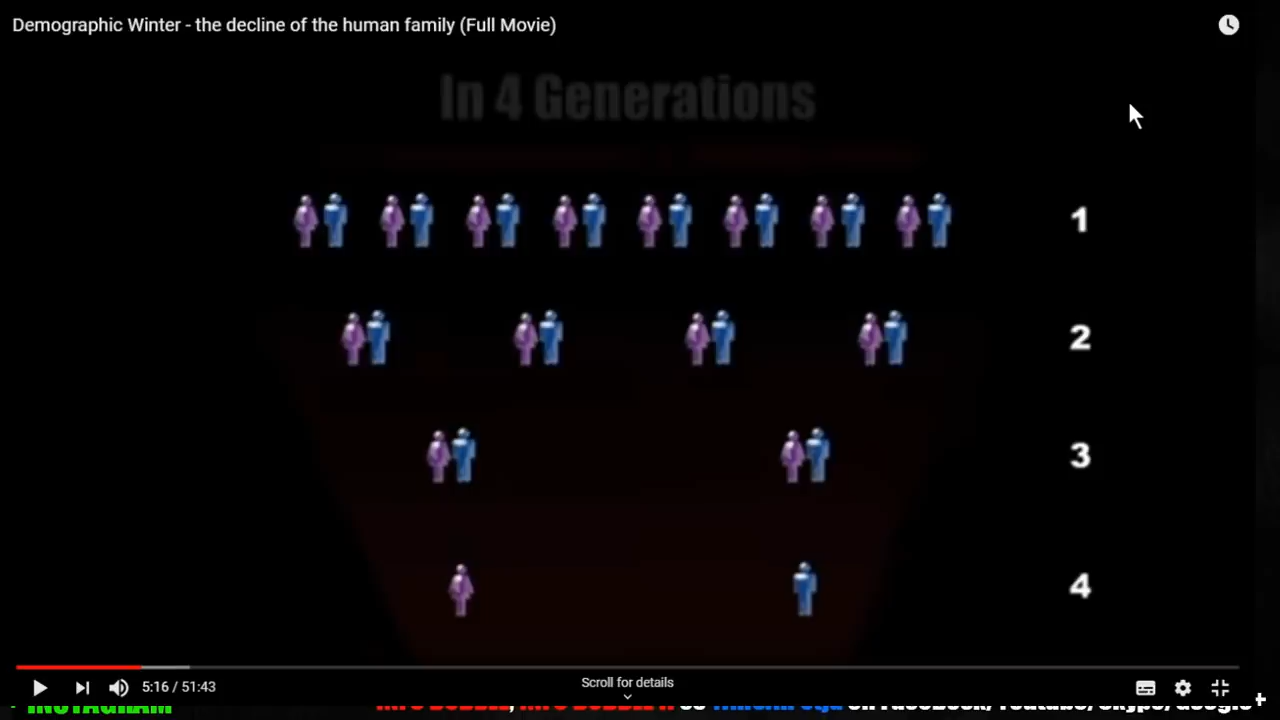 Demographic Winter - the decline of the human family (Full Movie)
In 4 Generations
1
2
3
4
5:16 / 51:43
Scroll for details